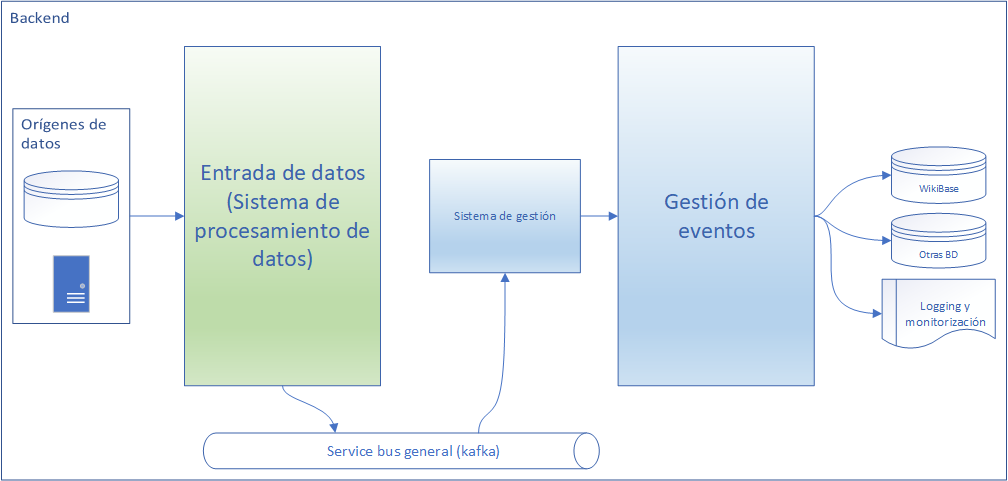 Backend
Orígenes de
datos
Entrada de datos
(Sistema de
procesamiento de
datos)
Sistema de gestión
Gestión de
eventos
WikiBase
Otras BD
Logging y
monitorización
Service bus general (kafka)